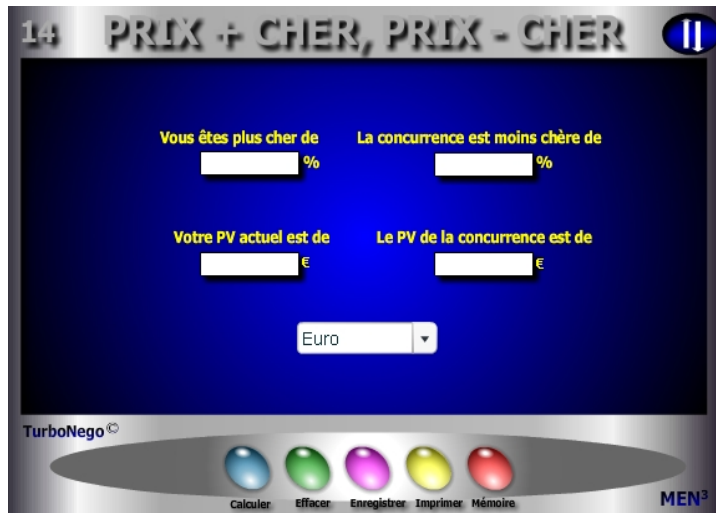 14 PRIX + CHER, PRIX - CHER
Vous êtes plus cher de La concurrence est moins chère de
% %
Votre PV actuel est de Le PV de la concurrence est de
€ €
Euro
TurboNego©
Calculer Effacer Enregistrer Imprimer Mémoire
MEN³